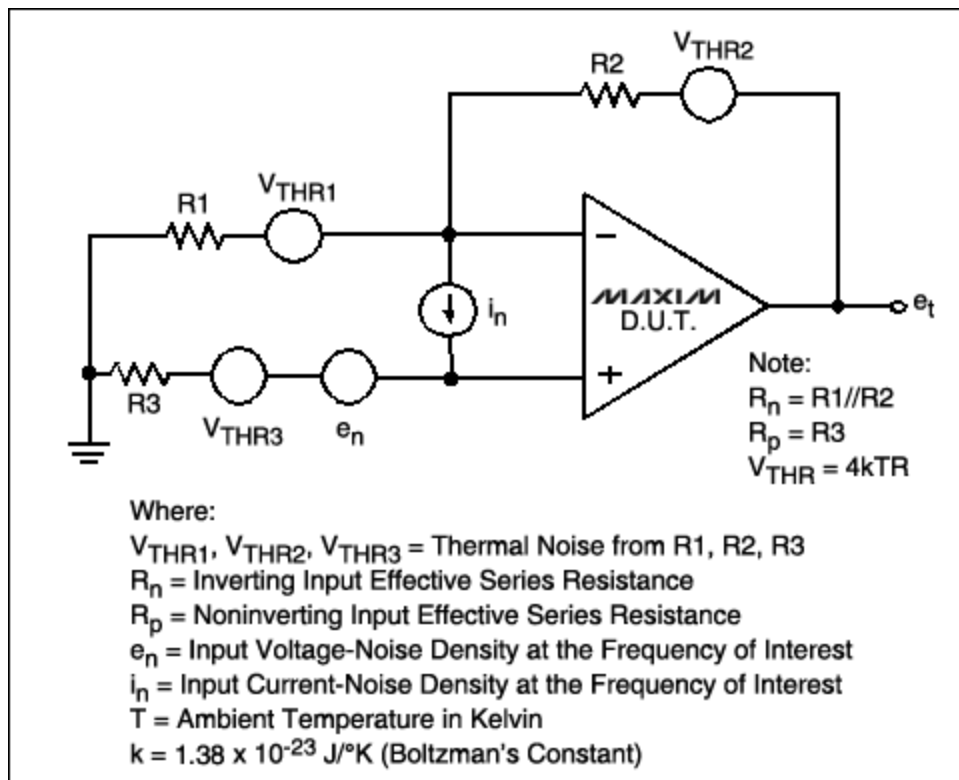 R2
VTHR2
R1
VTHR1
in
R3
VTHR3
en
−
+
MAXIM
D.U.T.
et
Note:
Rn = R1//R2
Rp = R3
VTHR = 4kTR
Where:
VTHR1, VTHR2, VTHR3 = Thermal Noise from R1, R2, R3
Rn = Inverting Input Effective Series Resistance
Rp = Noninverting Input Effective Series Resistance
en = Input Voltage-Noise Density at the Frequency of Interest
in = Input Current-Noise Density at the Frequency of Interest
T = Ambient Temperature in Kelvin
k = 1.38 x 10-23 J/°K (Boltzman's Constant)